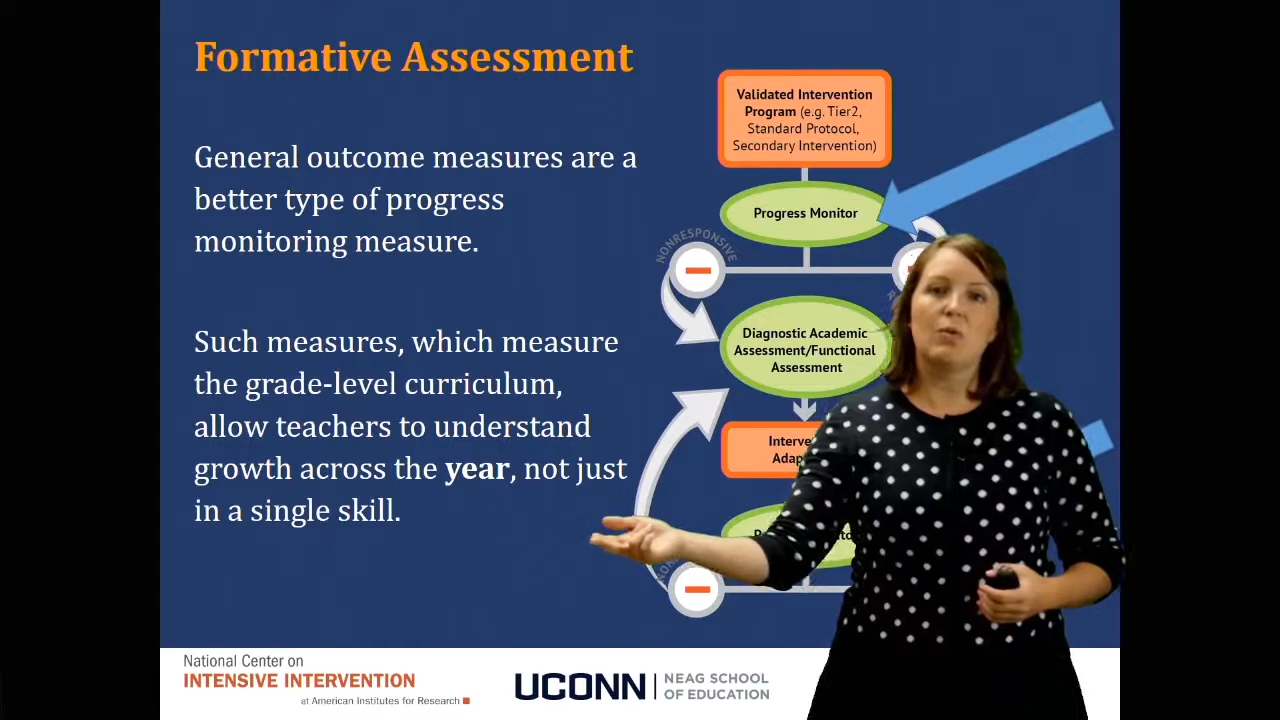 Formative Assessment
General outcome measures are a
better type of progress
monitoring measure.
Such measures, which measure
the grade-level curriculum,
allow teachers to understand
growth across the year, not just
in a single skill.
Validated Intervention
Program (e.g. Tier2,
Standard Protocol,
Secondary Intervention)
Progress Monitor
NONRESPONSIVE
Diagnostic Academic
Assessment/Functional
Assessment
National Center on
INTENSIVE INTERVENTION
at American Institutes for Research
UCONN
NEAG SCHOOL
OF EDUCATION